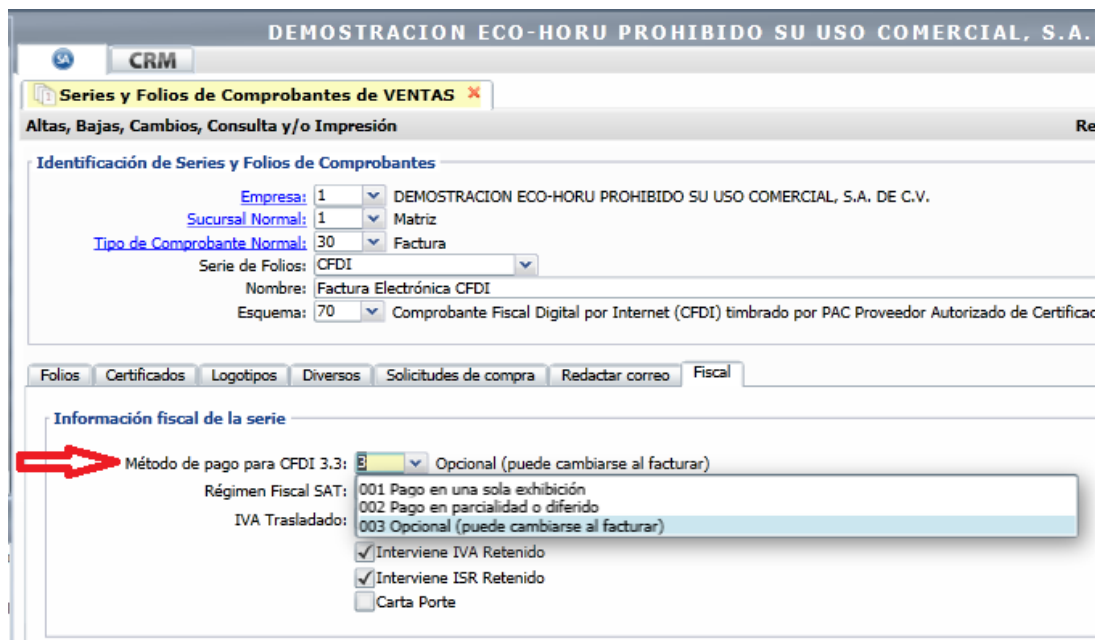 DEMOSTRACION ECO-HORU PROHIBIDO SU USO COMERCIAL, S.A.
SA CRM
Series y Folios de Comprobantes de VENTAS
Altas, Bajas, Cambios, Consulta y/o Impresión Re
Identificación de Series y Folios de Comprobantes
Empresa: 1 DEMOSTRACION ECO-HORU PROHIBIDO SU USO COMERCIAL, S.A. DE C.V.
Sucursal Normal: 1 Matriz
Tipo de Comprobante Normal: 30 Factura
Serie de Folios: CFDI
Nombre: Factura Electrónica CFDI
Esquema: 70 Comprobante Fiscal Digital por Internet (CFDI) timbrado por PAC Proveedor Autorizado de Certificac
Folios Certificados Logotipos Diversos Solicitudes de compra Redactar correo Fiscal
Información fiscal de la serie
Método de pago para CFDI 3.3: 3 Opcional (puede cambiarse al facturar)
Régimen Fiscal SAT: 001 Pago en una sola exhibición
002 Pago en parcialidad o diferido
IVA Trasladado: 003 Opcional (puede cambiarse al facturar)
Interviene IVA Retenido
Interviene ISR Retenido
Carta Porte